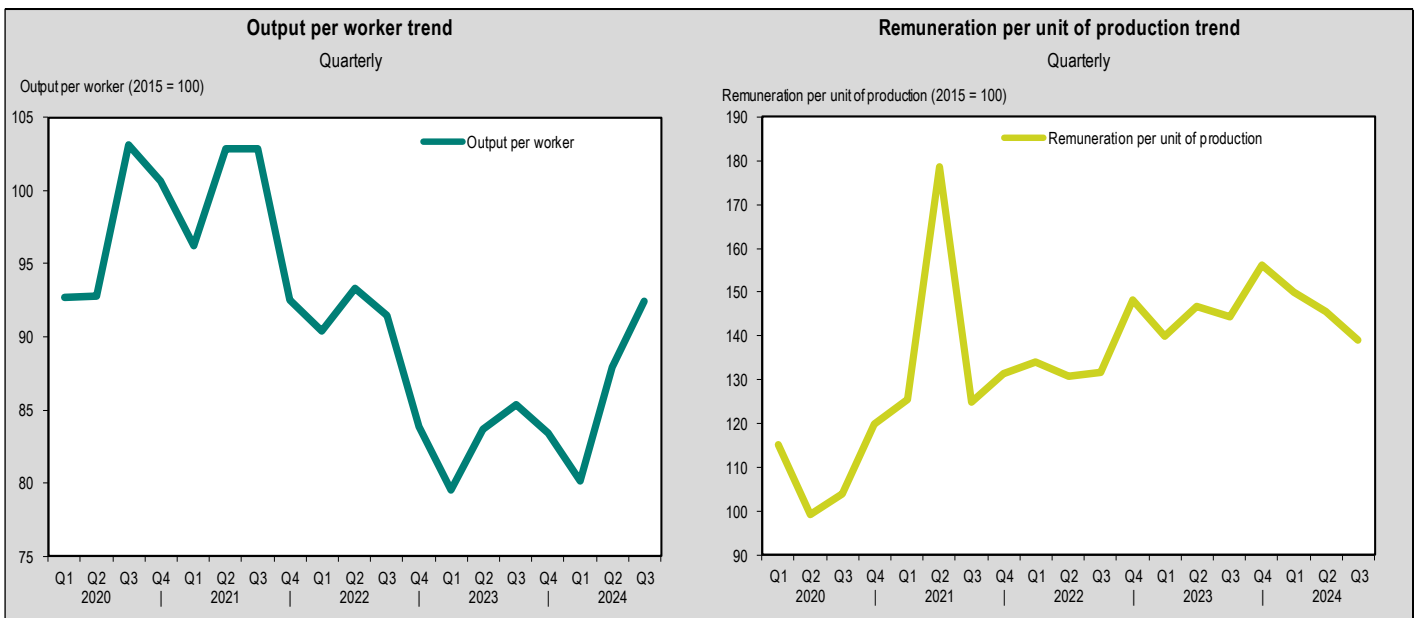 Output per worker trend
Quarterly
Output per worker (2015 = 100)
105
100
95
90
85
80
75
Output per worker
Q1 Q2 Q3 Q4 Q1 Q2 Q3 Q4 Q1 Q2 Q3 Q4 Q1 Q2 Q3 Q4 Q1 Q2 Q3
2020 | 2021 | 2022 | 2023 | 2024
Remuneration per unit of production trend
Quarterly
Remuneration per unit of production (2015 = 100)
190
180
170
160
150
140
130
120
110
100
90
Remuneration per unit of production
Q1 Q2 Q3 Q4 Q1 Q2 Q3 Q4 Q1 Q2 Q3 Q4 Q1 Q2 Q3 Q4 Q1 Q2 Q3
2020 | 2021 | 2022 | 2023 | 2024